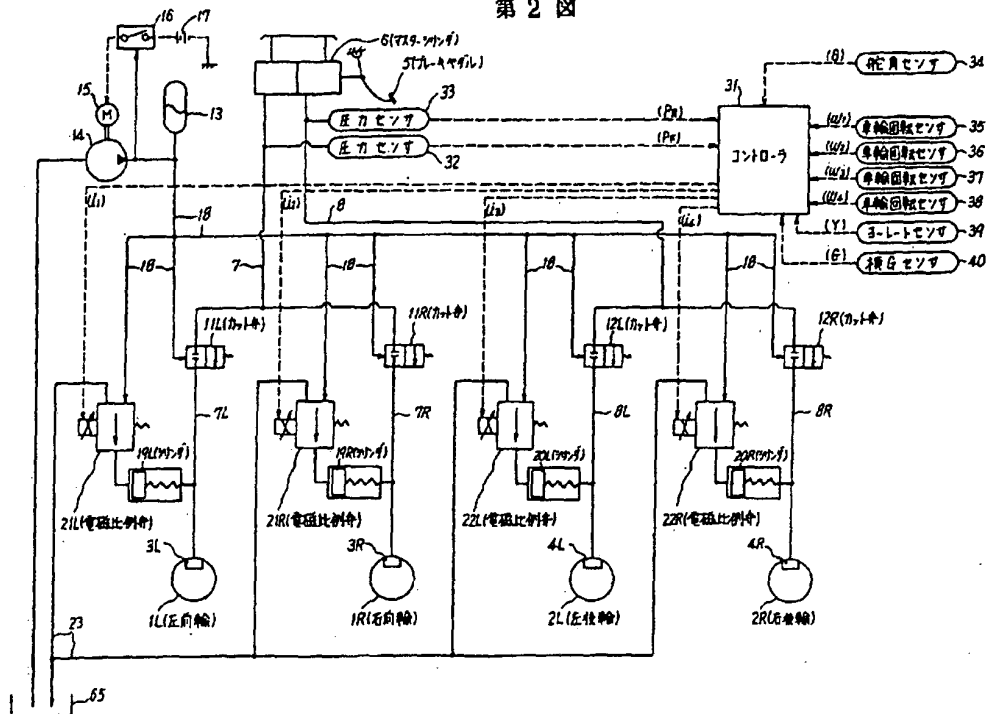 第2図
16
17
6(マスターシリンダ)
5(ブレーキペダル)
15
M
14
13
33
圧力センサ
(PR)
圧力センサ
(PF)
32
31
コントローラ
(θ)
舵角センサ
34
(ω1)
車輪回転センサ
35
(ω2)
車輪回転センサ
36
(ω3)
車輪回転センサ
37
(ω4)
車輪回転センサ
38
(Y)
ヨーレートセンサ
39
(G)
横Gセンサ
40
(i1)
(i2)
(i3)
(i4)
18
8
18
7
18
18
18
18
11L(カット弁)
11R(カット弁)
12L(カット弁)
12R(カット弁)
7L
7R
8L
8R
19L(シリンダ)
19R(シリンダ)
20L(シリンダ)
20R(シリンダ)
21L(電磁比例弁)
21R(電磁比例弁)
22L(電磁比例弁)
22R(電磁比例弁)
3L
3R
4L
4R
1L(左前輪)
1R(右前輪)
2L(左後輪)
2R(右後輪)
23
65